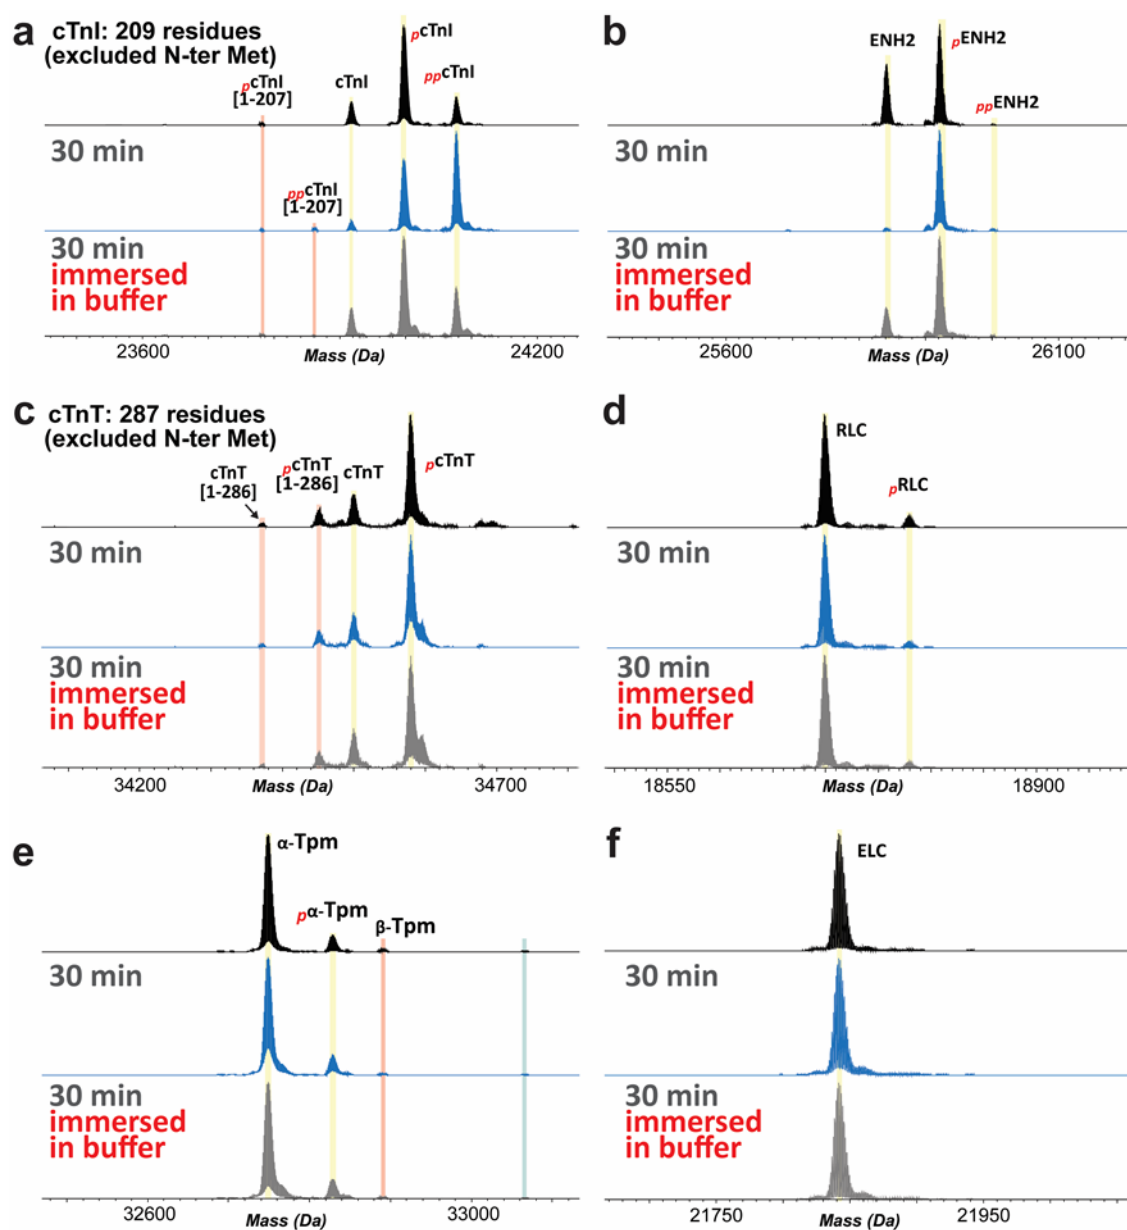 a cTnI: 209 residues
(excluded N-ter Met)
pcTnI
[1-207]
cTnI
pcTnI
ppcTnI
30 min
ppcTnI
[1-207]
30 min
immersed
in buffer
23600 Mass (Da) 24200
b
ENH2 pENH2
ppENH2
30 min
30 min
immersed
in buffer
25600 Mass (Da) 26100
c cTnT: 287 residues
(excluded N-ter Met)
cTnT
[1-286]
pcTnT
[1-286]
cTnT
pcTnT
30 min
30 min
immersed
in buffer
34200 Mass (Da) 34700
d
RLC
pRLC
30 min
30 min
immersed
in buffer
18550 Mass (Da) 18900
e
α-Tpm
pα-Tpm
β-Tpm
30 min
30 min
immersed
in buffer
32600 Mass (Da) 33000
f
ELC
30 min
30 min
immersed
in buffer
21750 Mass (Da) 21950